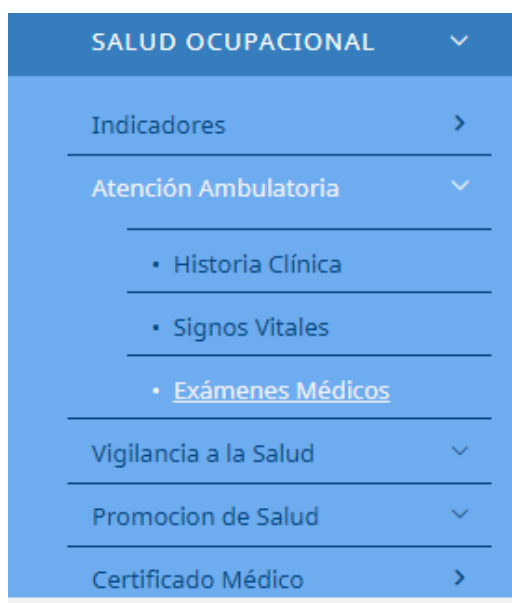 SALUD OCUPACIONAL
Indicadores
Atención Ambulatoria
• Historia Clínica
• Signos Vitales
• Exámenes Médicos
Vigilancia a la Salud
Promocion de Salud
Certificado Médico